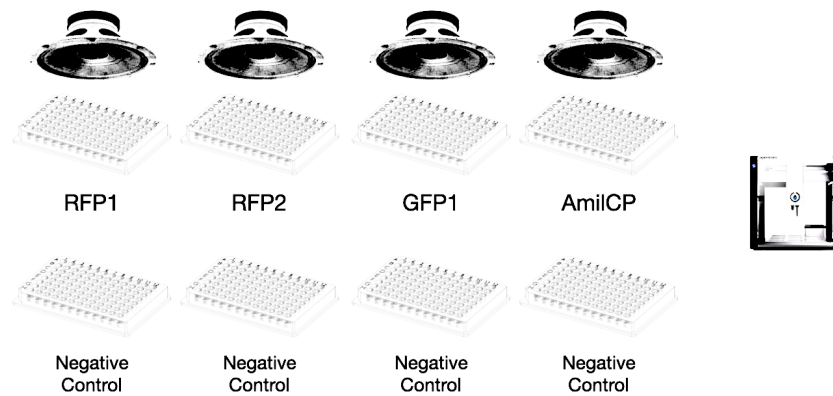 RFP1 RFP2 GFP1 AmilCP
Negative Negative Negative Negative
Control Control Control Control